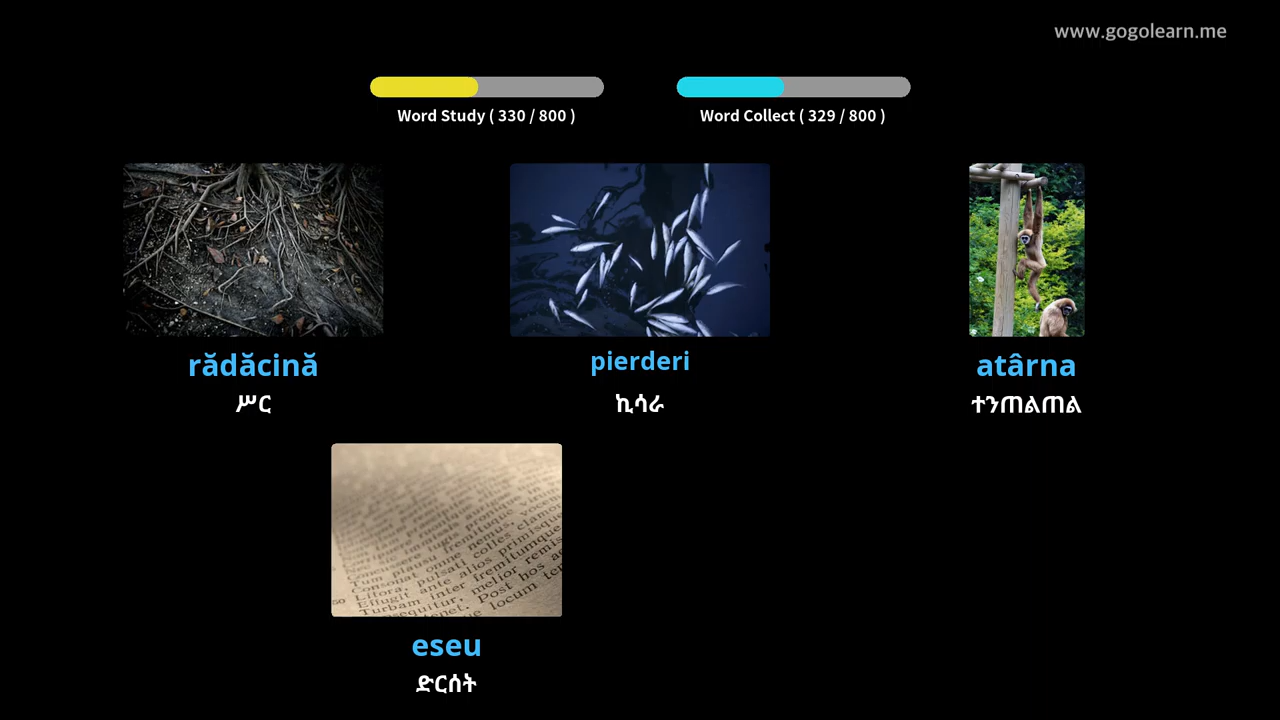 www.gogolearn.me
Word Study ( 330 / 800 )
Word Collect ( 329 / 800 )
rădăcină
ሥር
pierderi
ኪሳራ
atârna
ተንጠልጠል
eseu
ድርሰት